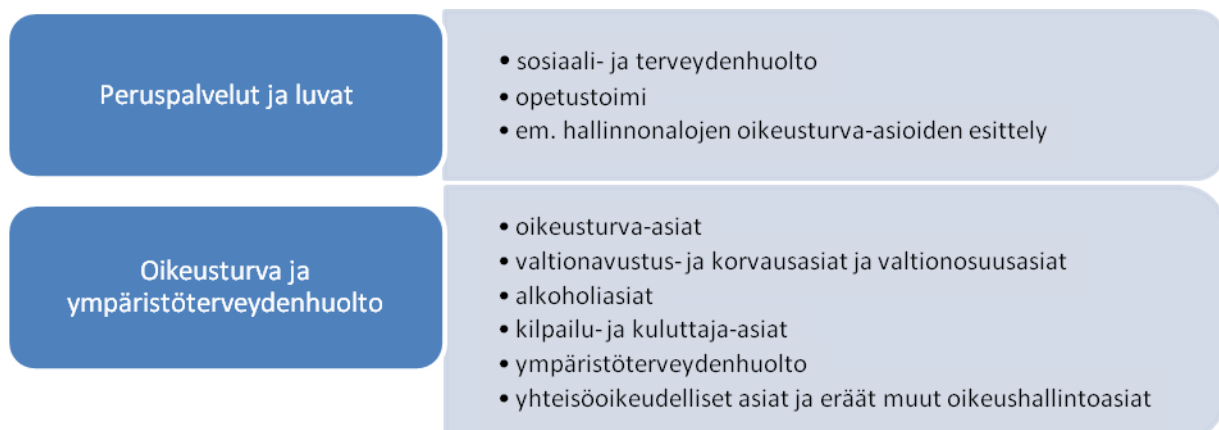 Peruspalvelut ja luvat
• sosiaali- ja terveydenhuolto
• opetustoimi
• em. hallinnonalojen oikeusturva-asioiden esittely
Oikeusturva ja
ympäristöterveydenhuolto
• oikeusturva-asiat
• valtionavustus- ja korvausasiat ja valtionosuusasiat
• alkoholiasiat
• kilpailu- ja kuluttaja-asiat
• ympäristöterveydenhuolto
• yhteisöoikeudelliset asiat ja eräät muut oikeushallintoasiat